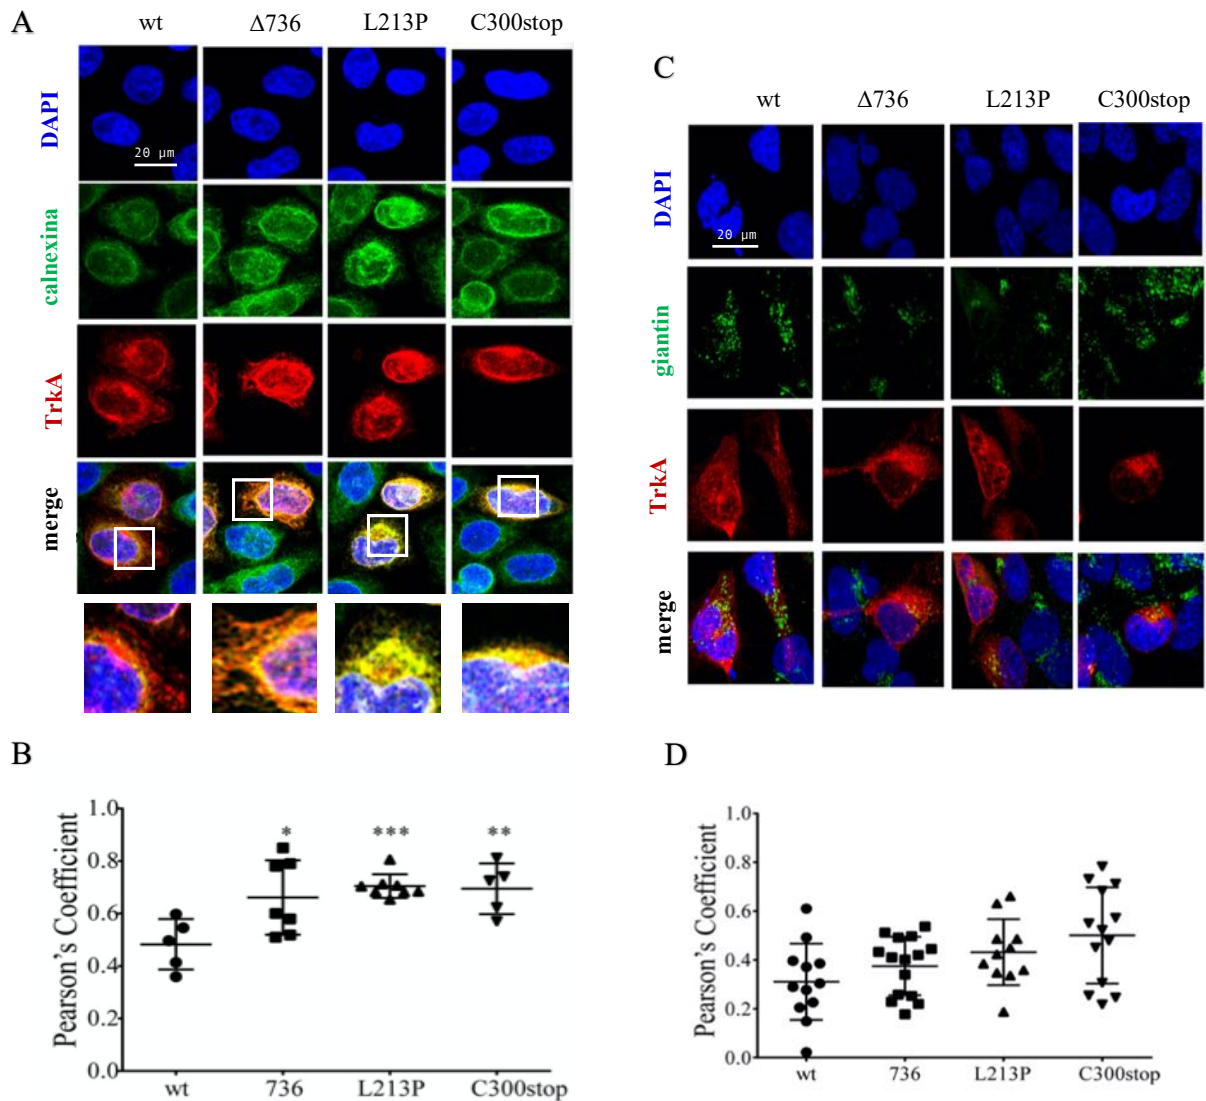 A
wt Δ736 L213P C300stop
DAPI
20 µm
calnexina
TrkA
merge
B
Pearson's Coefficient
1.0
0.8
0.6
0.4
0.2
0.0
* *** **
wt 736 L213P C300stop
C
wt Δ736 L213P C300stop
DAPI
20 µm
giantin
TrkA
merge
D
Pearson's Coefficient
1.0
0.8
0.6
0.4
0.2
0.0
wt 736 L213P C300stop